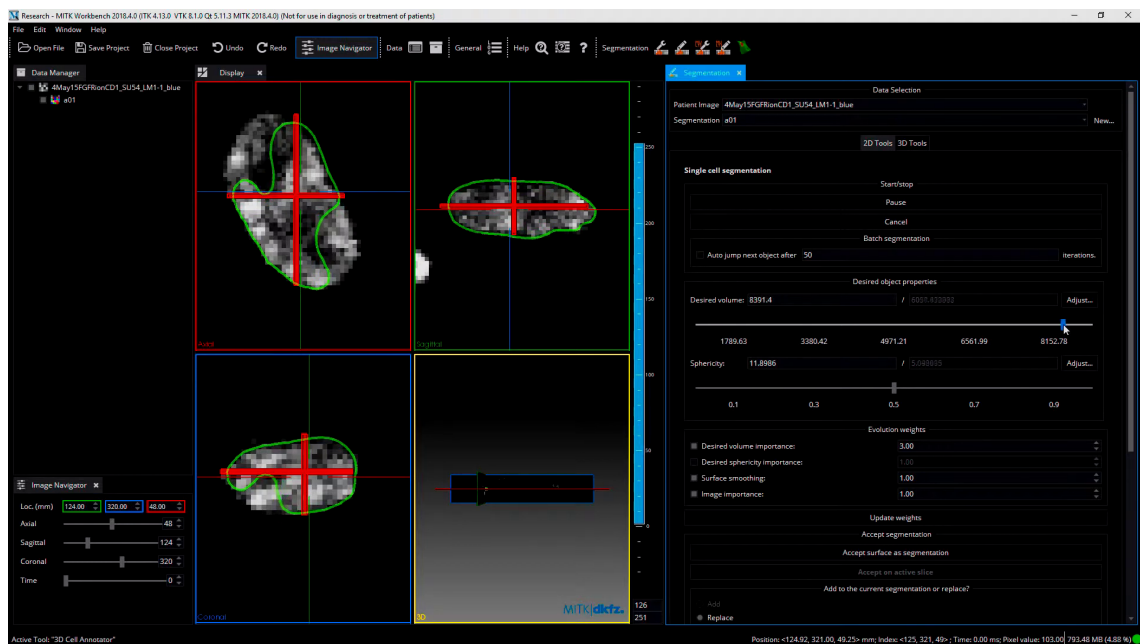 Research - MITK Workbench 2018.4.0} (ITK 4.13.0 VTK 8.1.0 Qt 5.11.3 MITK 2018.4.0) (Not for use in diagnosis or treatment of patients)
File Edit Window Help
Open File Save Project Close Project Undo Redo Image Navigator Data General Help ? Segmentation
Data Manager
4May15FGFRionCD1_SU54_LM1-1_blue
a01
Display
Axial
Sagittal
Coronal
3D
MITK|dkfz.
250
200
150
100
50
0
126
251
Segmentation
Data Selection
Patient Image 4May15FGFRionCD1_SU54_LM1-1_blue
Segmentation a01 New...
2D Tools 3D Tools
Single cell segmentation
Start/stop
Pause
Cancel
Batch segmentation
Auto jump next object after 50 iterations.
Desired object properties
Desired volume: 8391.4 / Adjust...
1789.63 3380.42 4971.21 6561.99 8152.78
Sphericity: 11.8986 / Adjust...
0.1 0.3 0.5 0.7 0.9
Evolution weights
Desired volume importance: 3.00
Desired sphericity importance: 1.00
Surface smoothing: 1.00
Image importance: 1.00
Update weights
Accept segmentation
Accept surface as segmentation
Accept on active slice
Add to the current segmentation or replace?
Add
Replace
Image Navigator
Loc. (mm) 124.00 320.00 48.00
Axial 48
Sagittal 124
Coronal 320
Time 0
Active Tool: "3D Cell Annotator"
Position: <124.92, 321.00, 49.25> mm; Index: <125, 321, 49> ; Time: 0.00 ms; Pixel value: 103.00 793.48 MB (4.88 %)